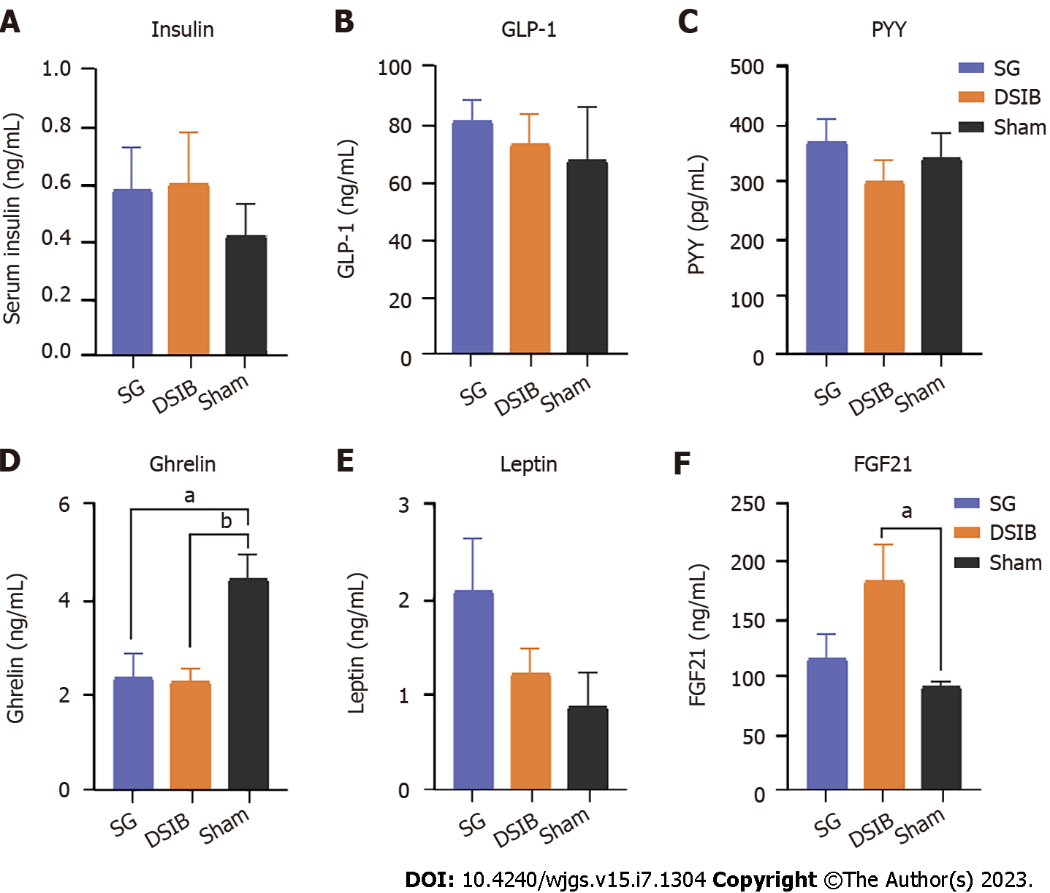 A Insulin
Serum insulin (ng/mL)
1.0
0.8
0.6
0.4
0.2
0.0
SG DSIB Sham
B GLP-1
GLP-1 (ng/mL)
100
80
60
40
20
0
SG DSIB Sham
C PYY
PYY (pg/mL)
500
400
300
200
100
0
SG DSIB Sham
SG
DSIB
Sham
D Ghrelin
Ghrelin (ng/mL)
6
4
2
0
a
b
SG DSIB Sham
E Leptin
Leptin (ng/mL)
3
2
1
0
SG DSIB Sham
F FGF21
FGF21 (ng/mL)
250
200
150
100
50
0
a
SG DSIB Sham
SG
DSIB
Sham
DOI: 10.4240/wjgs.v15.i7.1304 Copyright ©The Author(s) 2023.